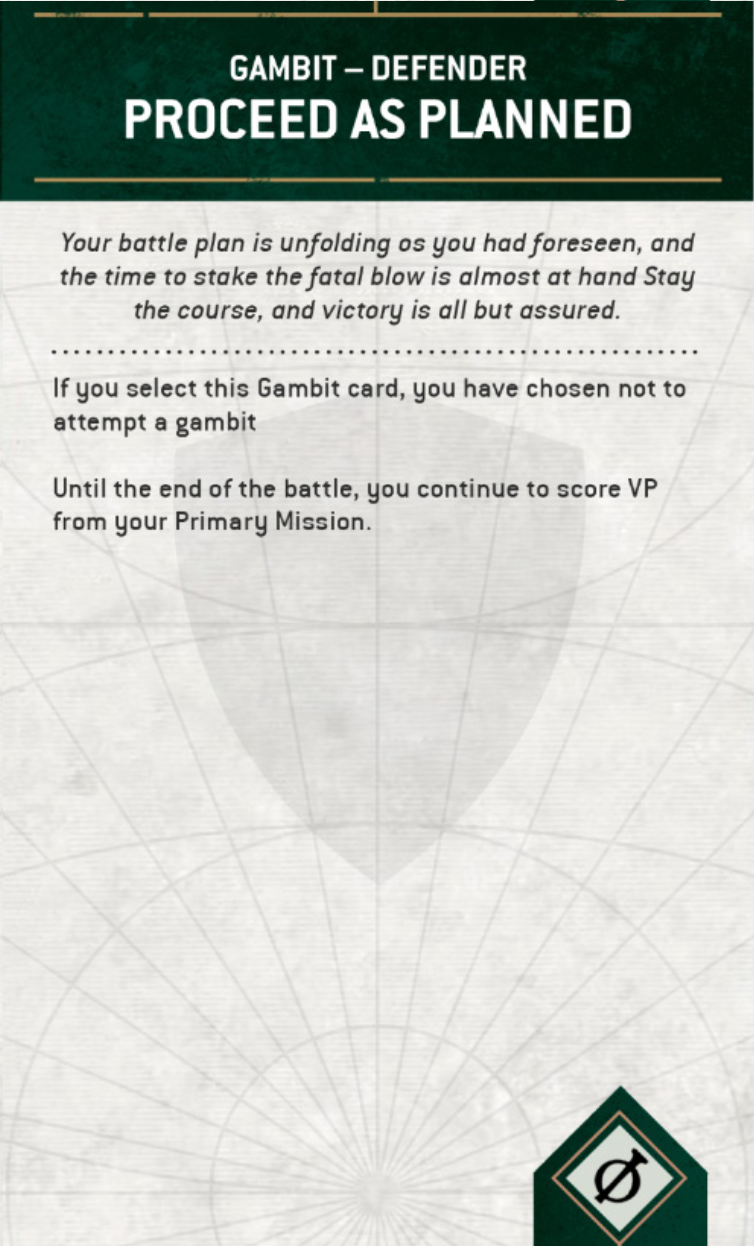 GAMBIT – DEFENDER
PROCEED AS PLANNED
Your battle plan is unfolding os you had foreseen, and
the time to stake the fatal blow is almost at hand Stay
the course, and victory is all but assured.
If you select this Gambit card, you have chosen not to
attempt a gambit
Until the end of the battle, you continue to score VP
from your Primary Mission.